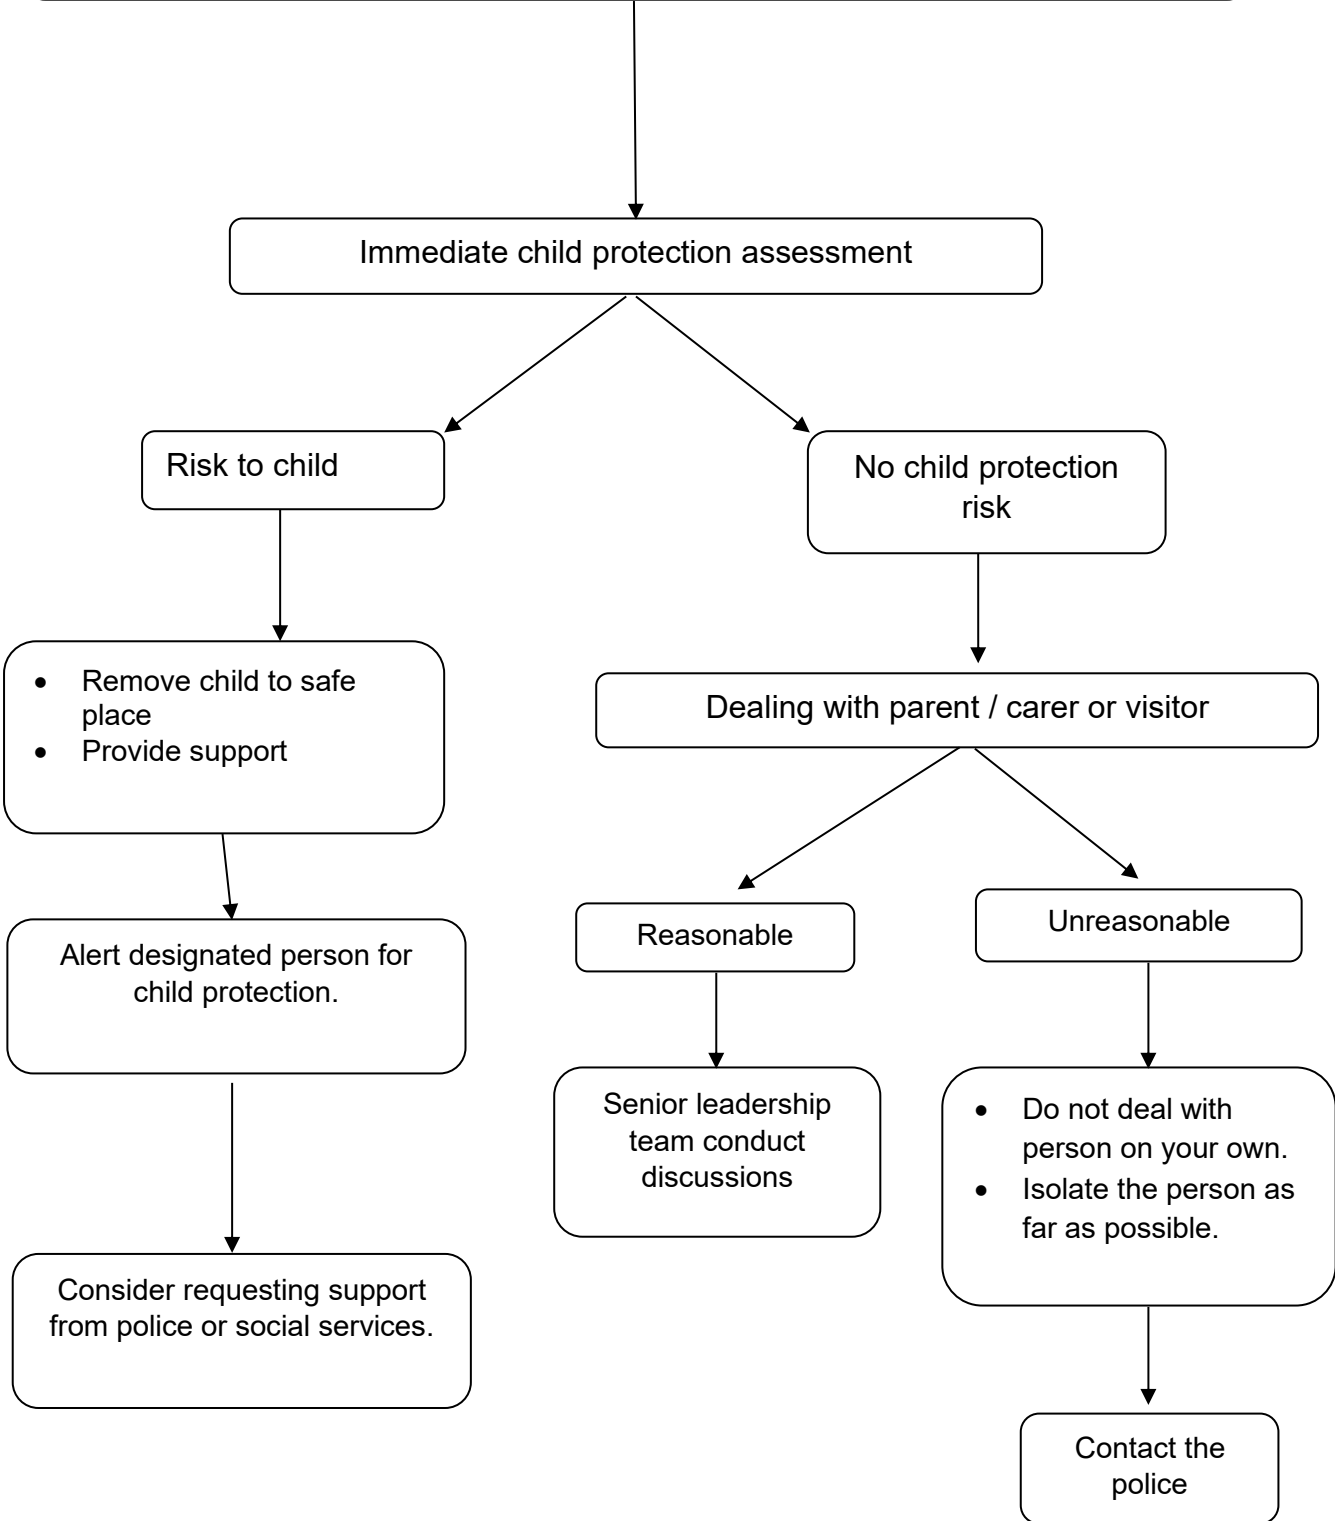 Immediate child protection assessment
Risk to child
No child protection
risk
• Remove child to safe
place
• Provide support
Dealing with parent / carer or visitor
Alert designated person for
child protection.
Reasonable
Unreasonable
Senior leadership
team conduct
discussions
• Do not deal with
person on your own.
• Isolate the person as
far as possible.
Consider requesting support
from police or social services.
Contact the
police